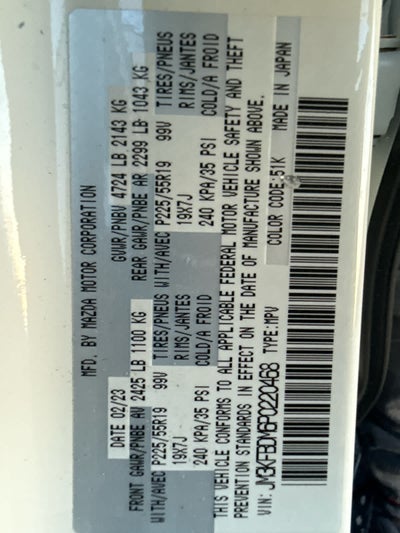 MFD. BY MAZDA MOTOR CORPORATION
DATE 02/23 GVWR/PNBV 4724 LB 2143 KG
FRONT GAWR/PNBE AV 2425 LB 1100 KG REAR GAWR/PNBE AR 2299 LB 1043 KG
WITH/AVEC P225/55R19 99V TIRES/PNEUS WITH/AVEC P225/55R19 99V TIRES/PNEUS
19X7J RIMS/JANTES 19X7J RIMS/JANTES
240 KPA/35 PSI COLD/A FROID 240 KPA/35 PSI COLD/A FROID
THIS VEHICLE CONFORMS TO ALL APPLICABLE FEDERAL MOTOR VEHICLE SAFETY AND THEFT
PREVENTION STANDARDS IN EFFECT ON THE DATE OF MANUFACTURE SHOWN ABOVE.
VIN: JM3KFBDM6P0220468 TYPE:MPV COLOR CODE:51K MADE IN JAPAN